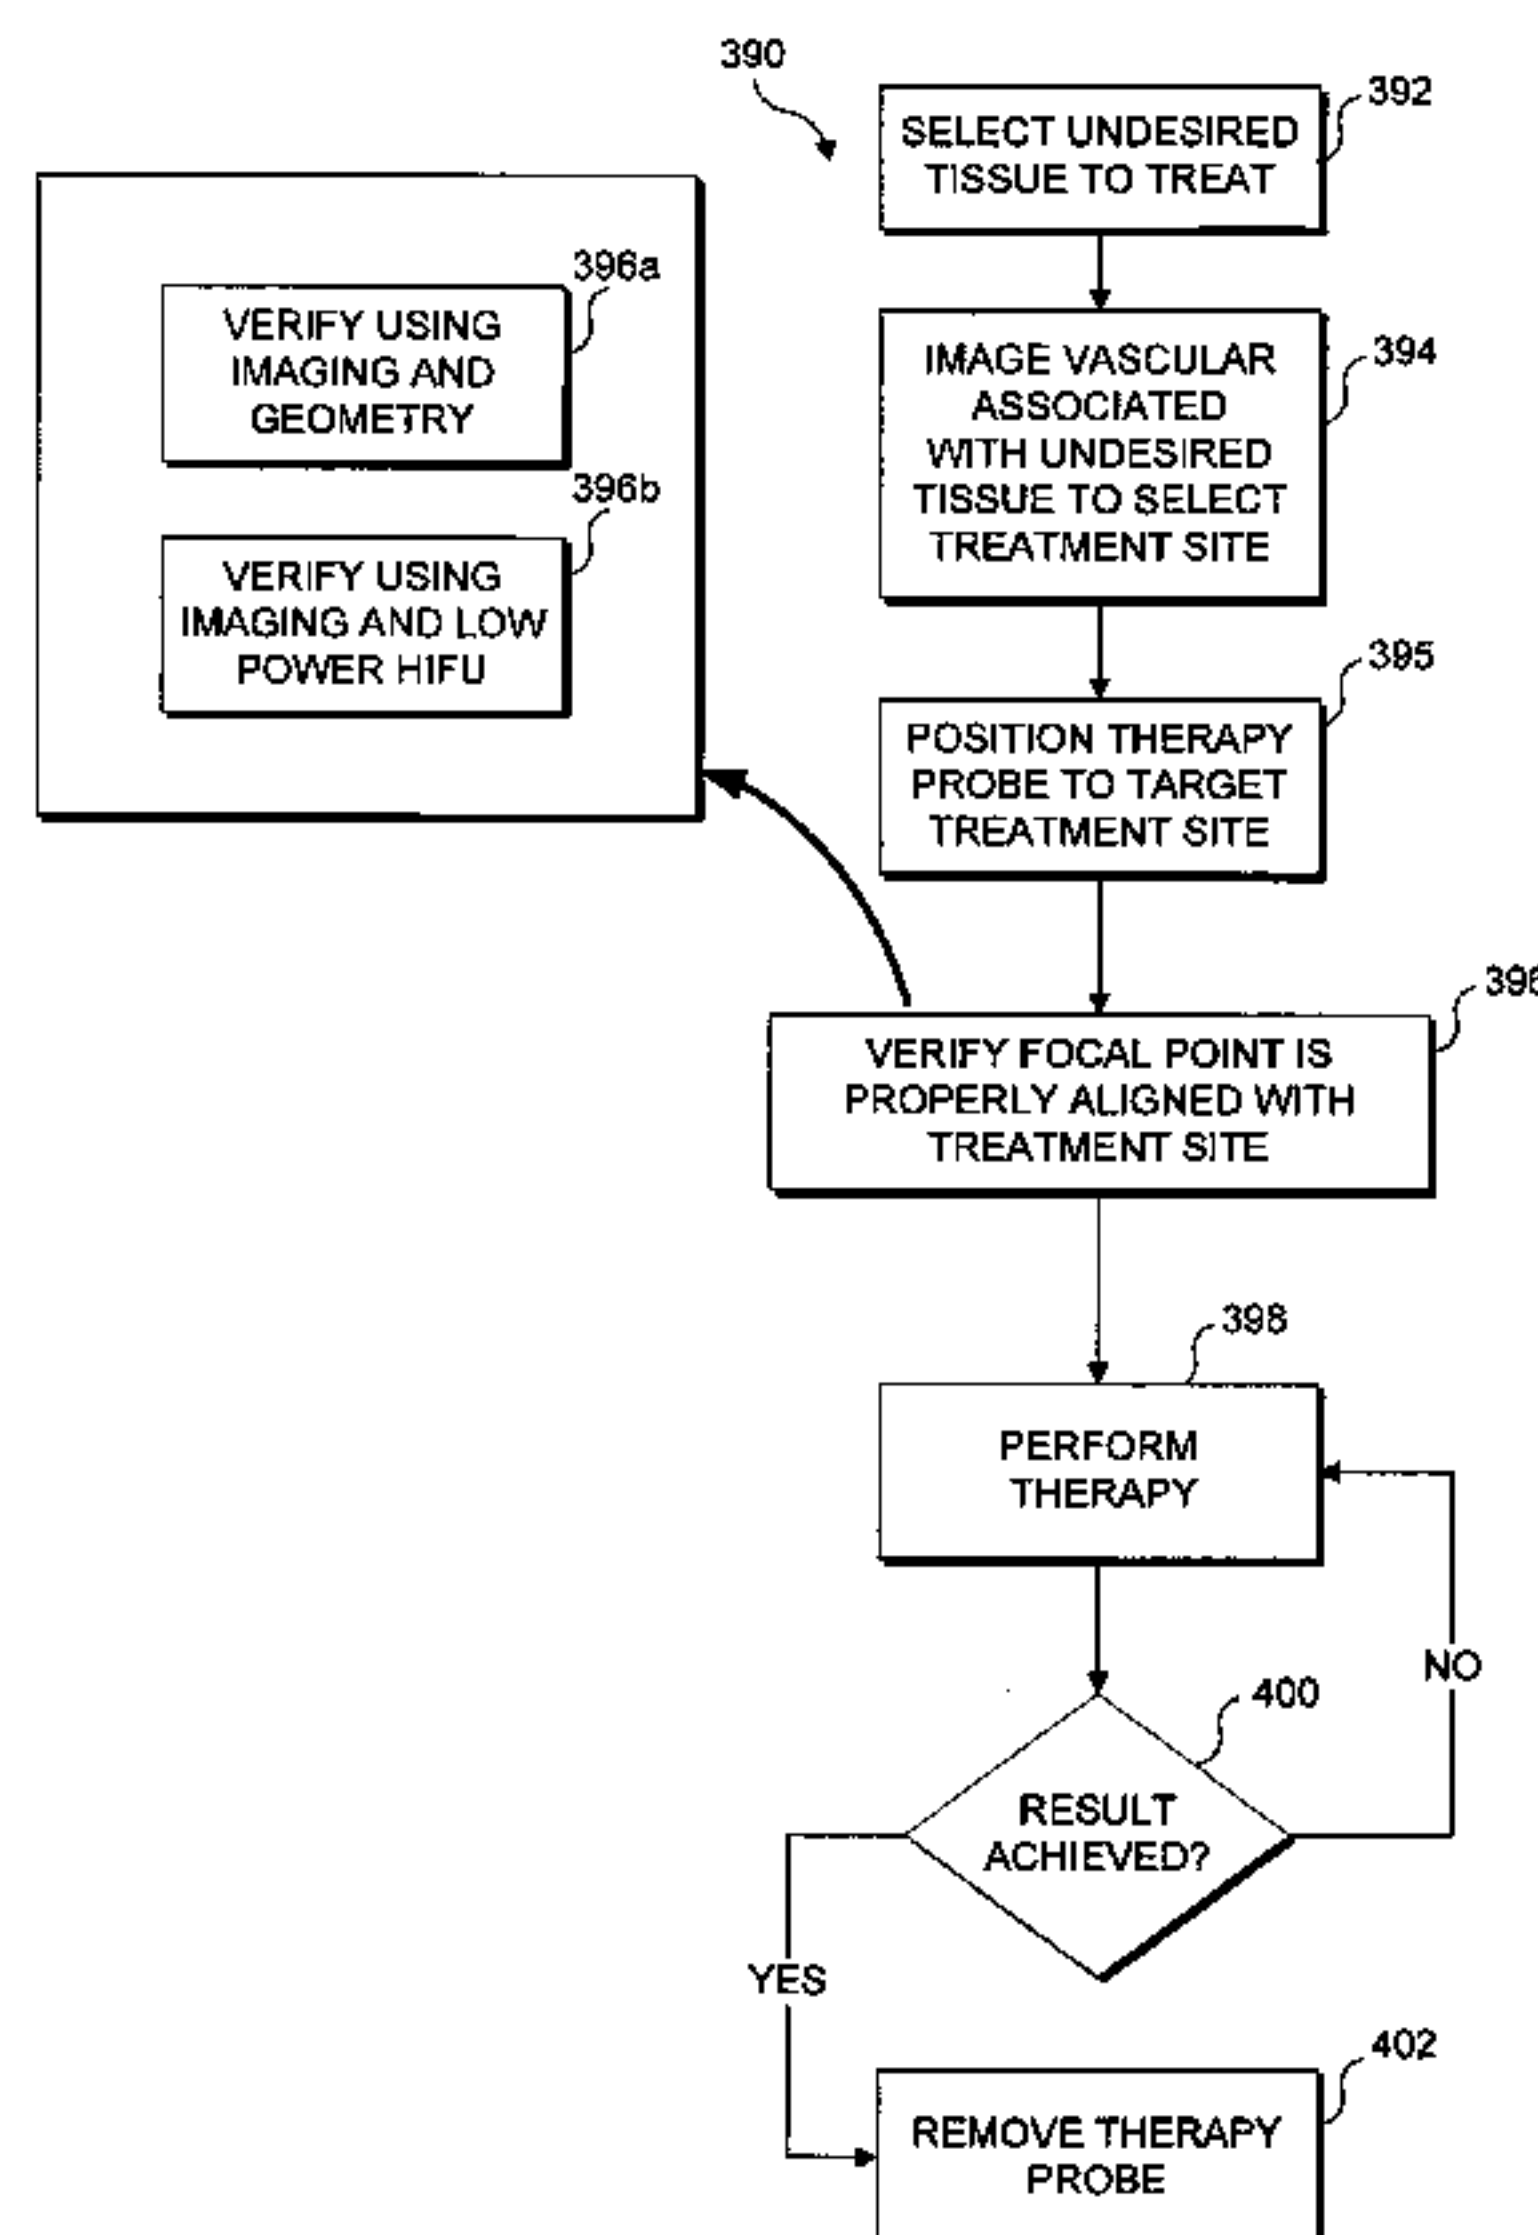 390
392
SELECT UNDESIRED
TISSUE TO TREAT
394
IMAGE VASCULAR
ASSOCIATED
WITH UNDESIRED
TISSUE TO SELECT
TREATMENT SITE
396a
VERIFY USING
IMAGING AND
GEOMETRY
396b
VERIFY USING
IMAGING AND LOW
POWER HIFU
395
POSITION THERAPY
PROBE TO TARGET
TREATMENT SITE
396
VERIFY FOCAL POINT IS
PROPERLY ALIGNED WITH
TREATMENT SITE
398
PERFORM
THERAPY
NO
400
RESULT
ACHIEVED?
YES
402
REMOVE THERAPY
PROBE